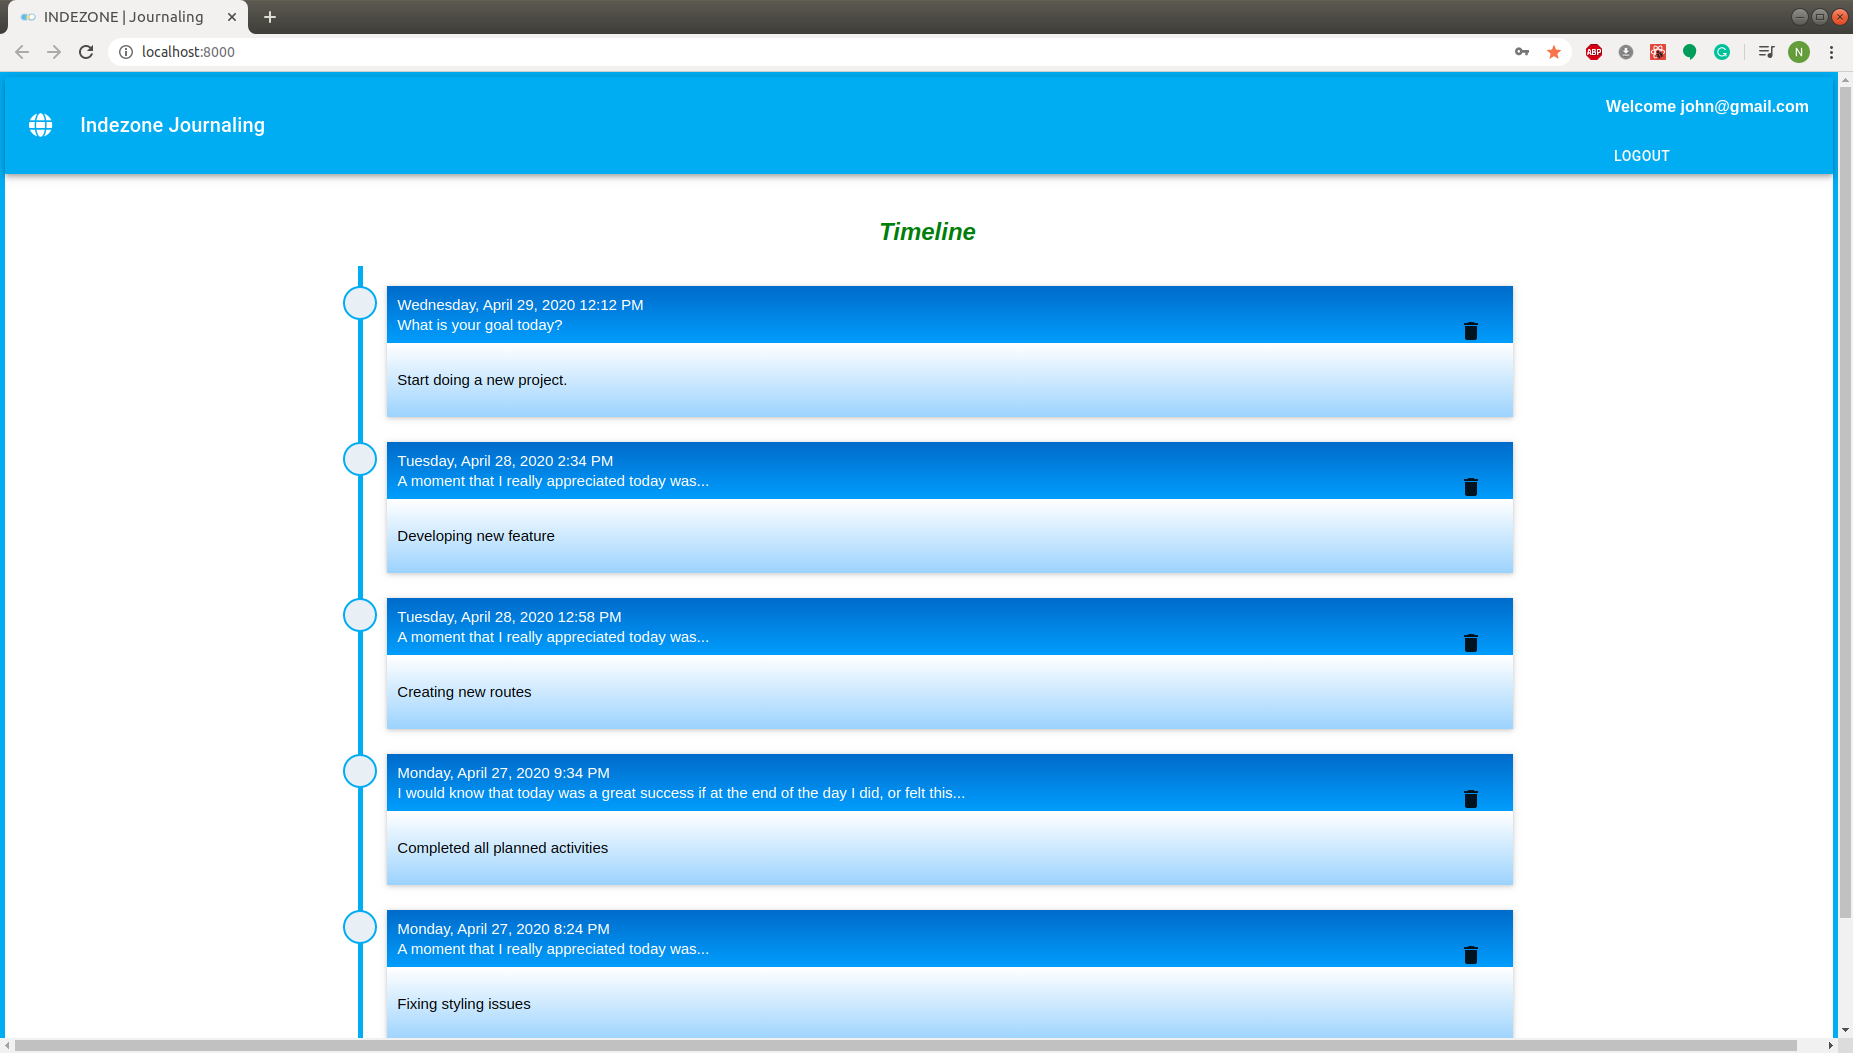 INDEZONE | Journaling
localhost:8000
ABP
N
Indezone Journaling
Welcome john@gmail.com
LOGOUT
Timeline
Wednesday, April 29, 2020 12:12 PM
What is your goal today?
Start doing a new project.
Tuesday, April 28, 2020 2:34 PM
A moment that I really appreciated today was...
Developing new feature
Tuesday, April 28, 2020 12:58 PM
A moment that I really appreciated today was...
Creating new routes
Monday, April 27, 2020 9:34 PM
I would know that today was a great success if at the end of the day I did, or felt this...
Completed all planned activities
Monday, April 27, 2020 8:24 PM
A moment that I really appreciated today was...
Fixing styling issues